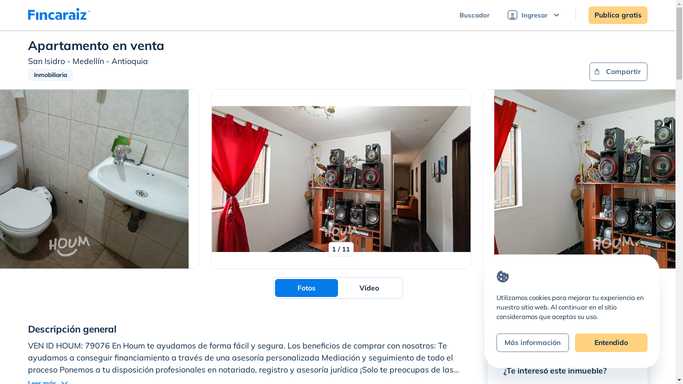 Fincaraiz
Buscador
Ingresar
Publica gratis
Apartamento en venta
San Isidro - Medellín - Antioquia
Inmobiliaria
Compartir
HOUM
HOUM
HOUM
1 / 11
Fotos
Video
Descripción general
VEN ID HOUM: 79076 En Houm te ayudamos de forma fácil y segura. Los beneficios de comprar con nosotros: Te
ayudamos a conseguir financiamiento a través de una asesoría personalizada Mediación y seguimiento de todo el
proceso Ponemos a tu disposición profesionales en notariado, registro y asesoría jurídica ¡Solo te preocupas de las...
Leer más
Utilizamos cookies para mejorar tu experiencia en
nuestro sitio web. Al continuar en el sitio
consideramos que aceptas su uso.
Más información
Entendido
¿Te interesó este inmueble?